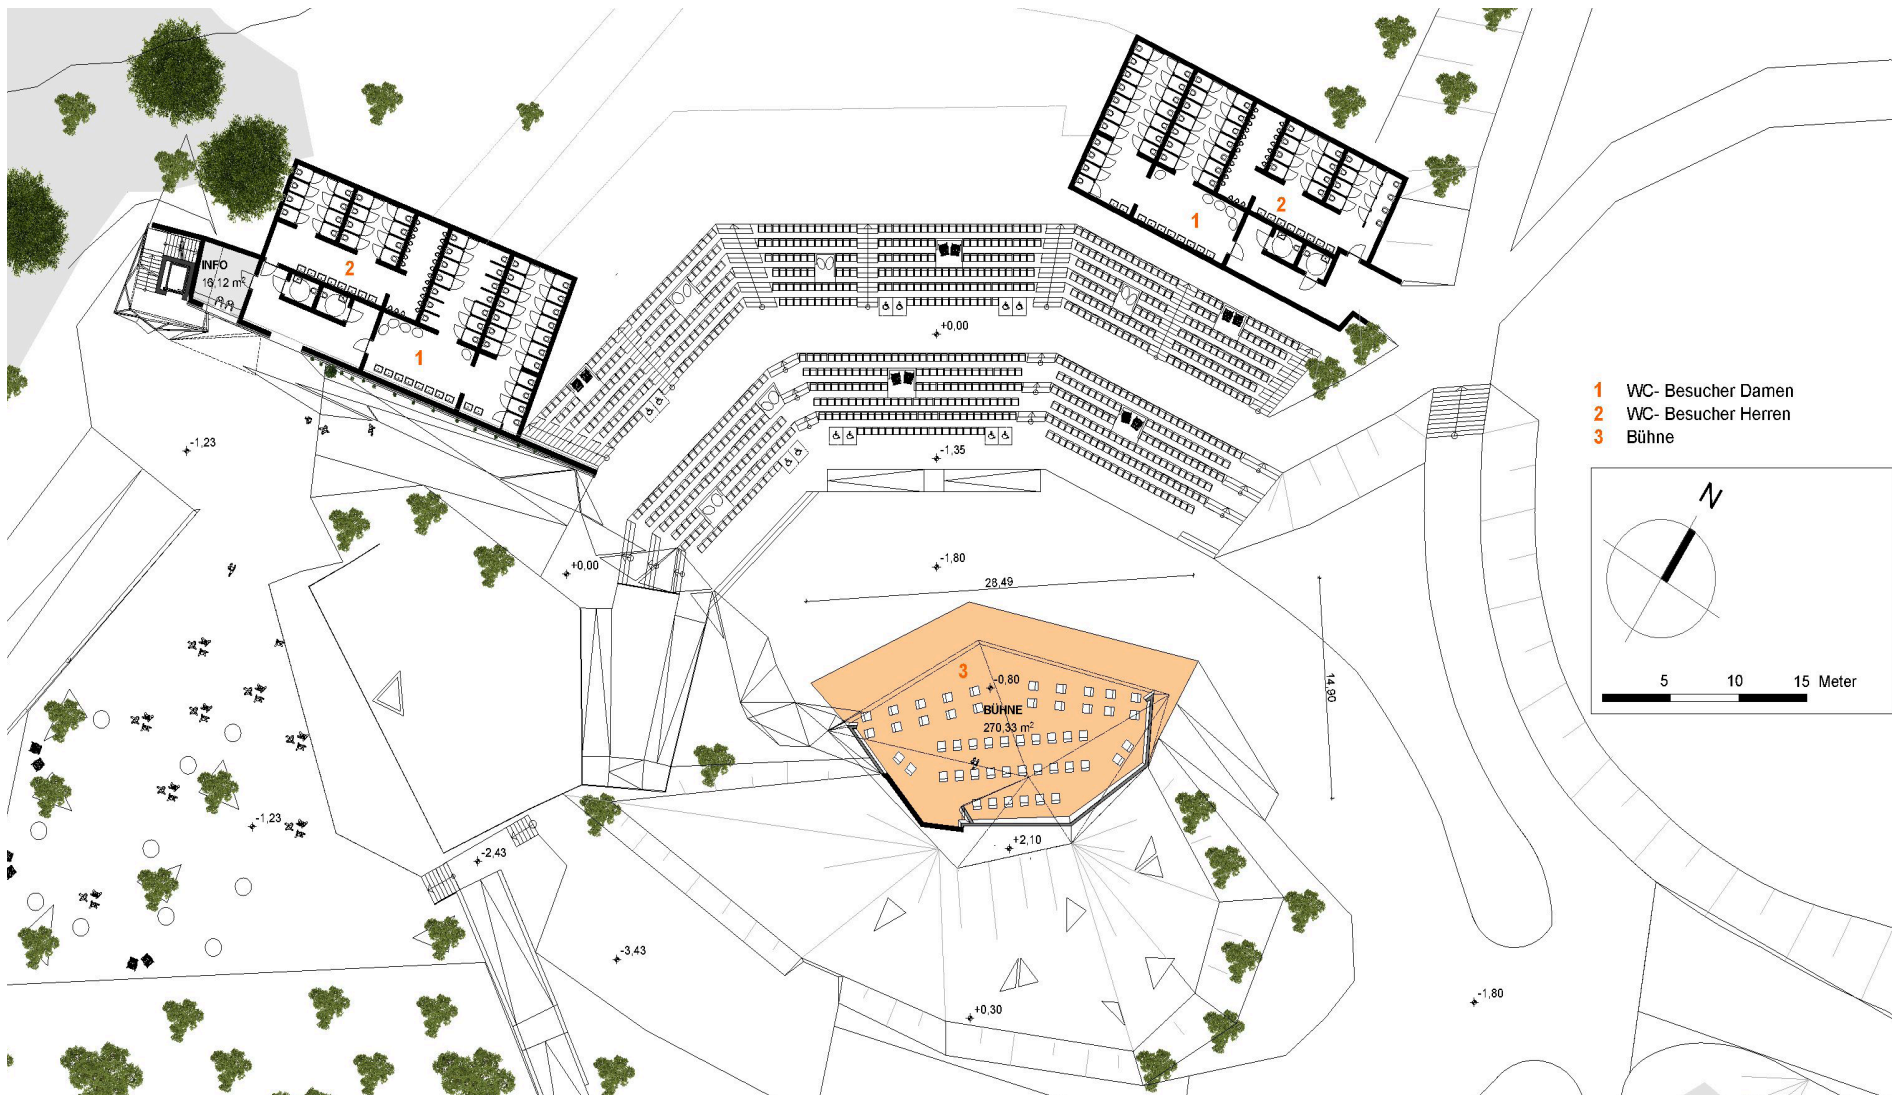 1
2
INFO
16,12 m²
2
1
+0,00
-1,23
-1,35
+0,00
-1,80
28,49
14,90
3
-0,80
BÜHNE
270,33 m²
+2,10
-1,23
-2,43
-3,43
+0,30
-1,80
1 WC- Besucher Damen
2 WC- Besucher Herren
3 Bühne
N
5 10 15 Meter